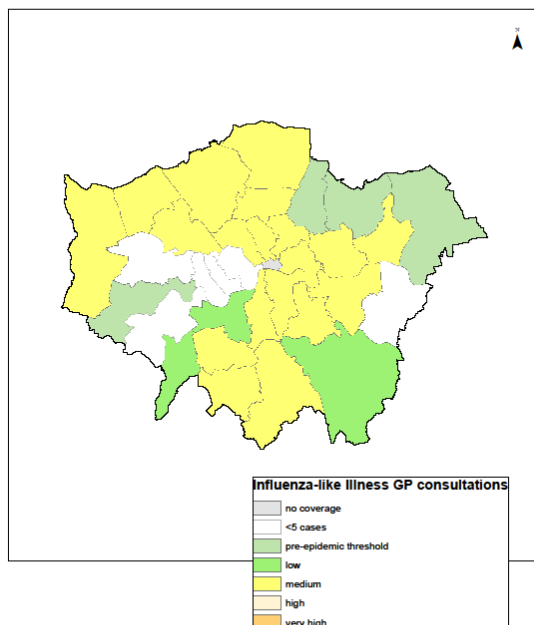 N
Influenza-like Illness GP consultations
no coverage
<5 cases
pre-epidemic threshold
low
medium
high
very high